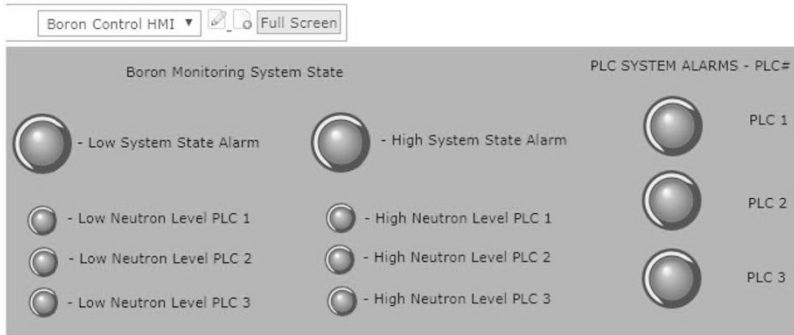 Boron Control HMI
Full Screen
Boron Monitoring System State
PLC SYSTEM ALARMS - PLC#
- Low System State Alarm
- High System State Alarm
PLC 1
- Low Neutron Level PLC 1
- High Neutron Level PLC 1
PLC 2
- Low Neutron Level PLC 2
- High Neutron Level PLC 2
PLC 3
- Low Neutron Level PLC 3
- High Neutron Level PLC 3